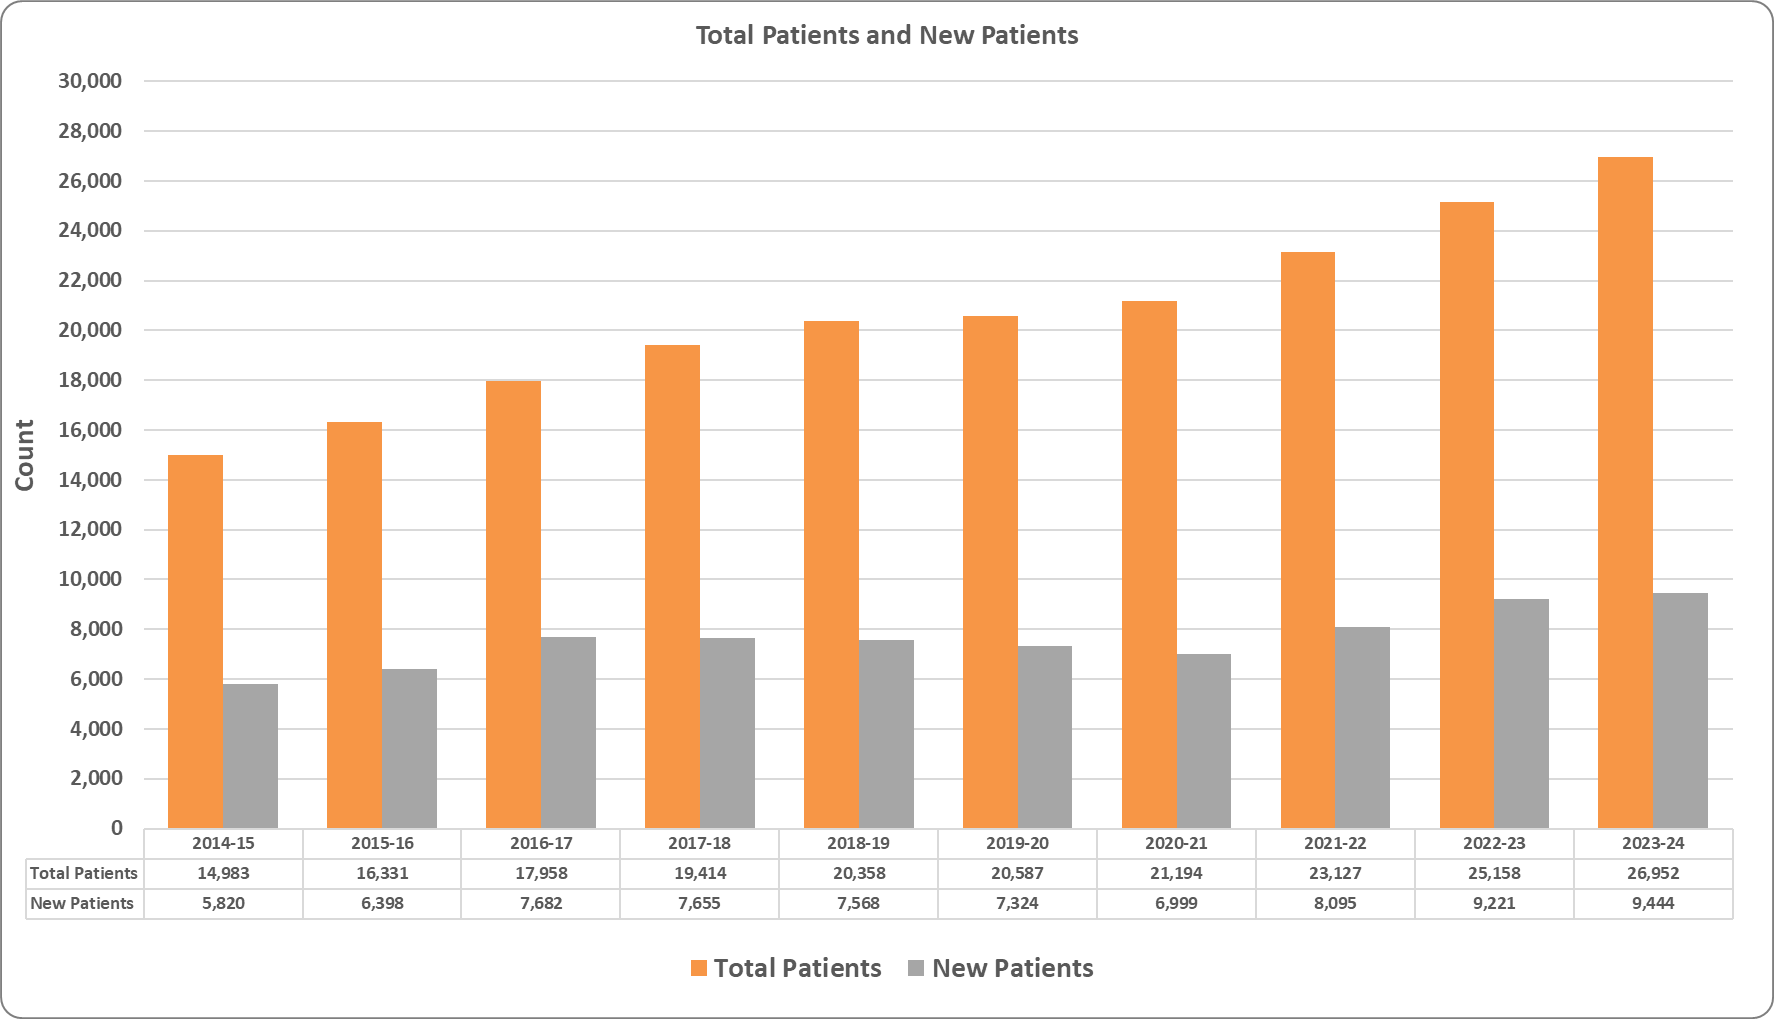 Total Patients and New Patients
30,000
28,000
26,000
24,000
22,000
20,000
18,000
16,000
14,000
12,000
10,000
8,000
6,000
4,000
2,000
0
Count
2014-15 2015-16 2016-17 2017-18 2018-19 2019-20 2020-21 2021-22 2022-23 2023-24
Total Patients 14,983 16,331 17,958 19,414 20,358 20,587 21,194 23,127 25,158 26,952
New Patients 5,820 6,398 7,682 7,655 7,568 7,324 6,999 8,095 9,221 9,444
Total Patients New Patients